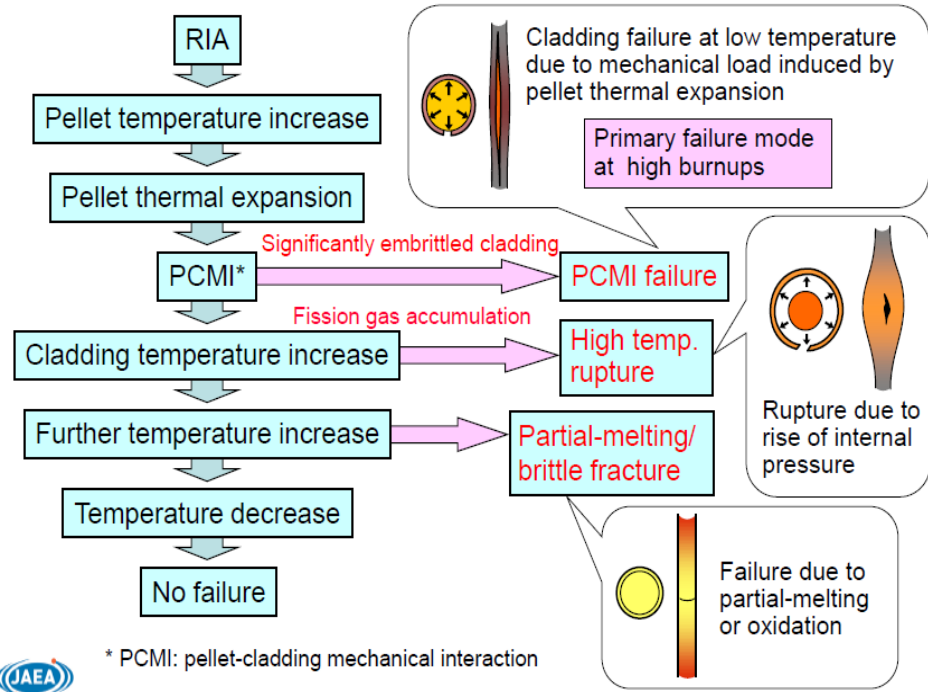 RIA
Pellet temperature increase
Pellet thermal expansion
PCMI*
Cladding temperature increase
Further temperature increase
Temperature decrease
No failure
Significantly embrittled cladding
PCMI failure
Fission gas accumulation
High temp.
rupture
Partial-melting/
brittle fracture
Cladding failure at low temperature
due to mechanical load induced by
pellet thermal expansion
Primary failure mode
at high burnups
Rupture due to
rise of internal
pressure
Failure due to
partial-melting
or oxidation
* PCMI: pellet-cladding mechanical interaction
JAEA